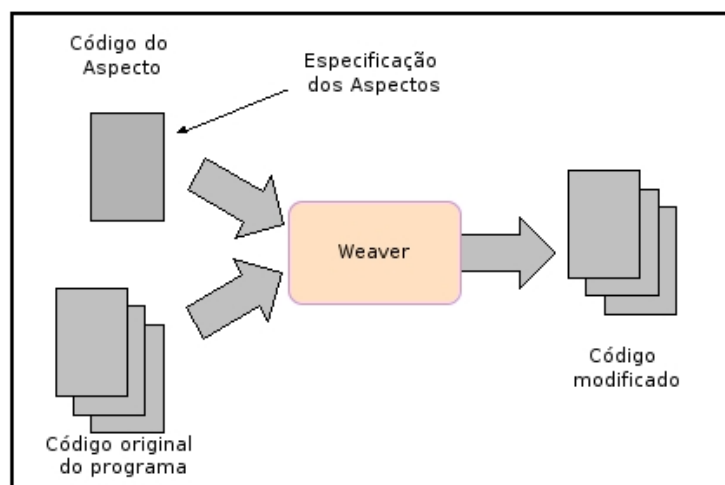 Código do
Aspecto
Especificação
dos Aspectos
Weaver
Código
modificado
Código original
do programa